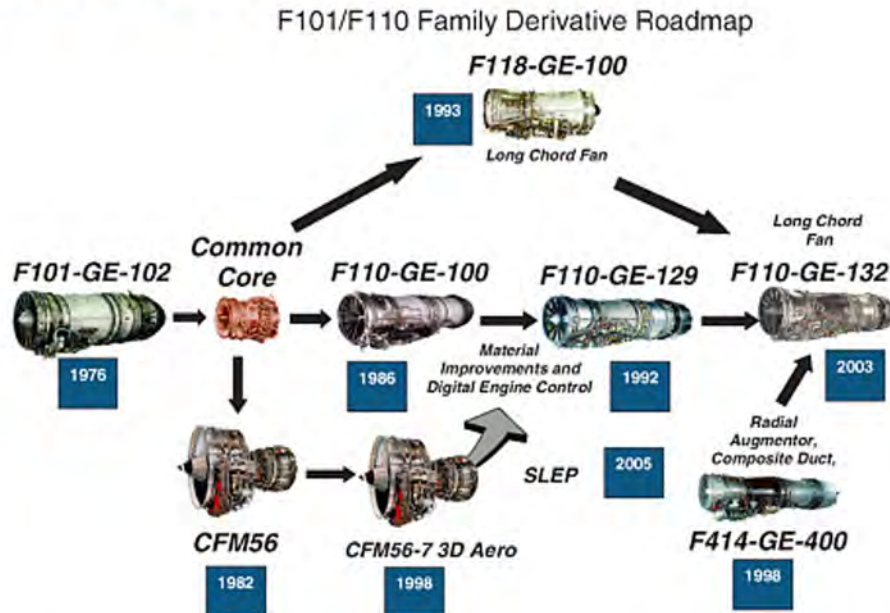 F101/F110 Family Derivative Roadmap
F118-GE-100
1993
Long Chord Fan
Long Chord
Fan
Common
Core
F101-GE-102
F110-GE-100
F110-GE-129
F110-GE-132
1976
1986
Material
Improvements and
Digital Engine Control
1992
2003
Radial
Augmentor,
Composite Duct,
SLEP
2005
CFM56
1982
CFM56-7 3D Aero
1998
F414-GE-400
1998